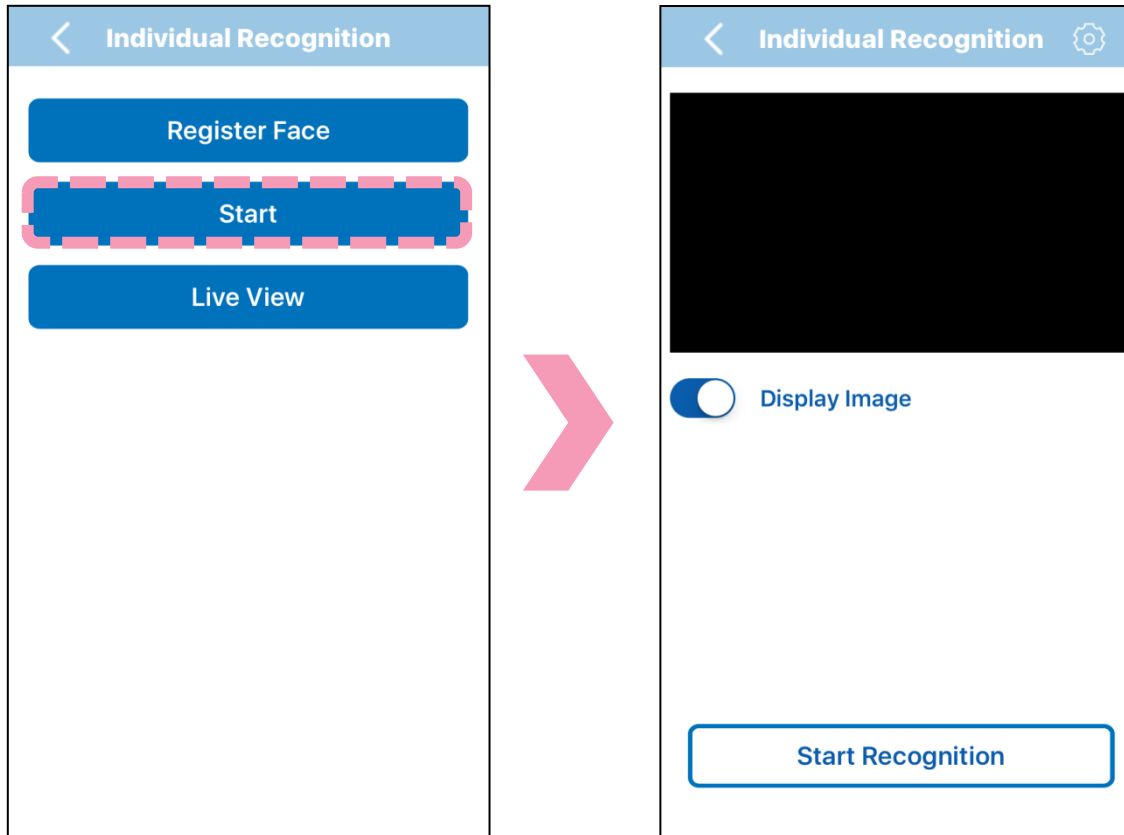 Individual Recognition
Register Face
Start
Live View
Individual Recognition
Display Image
Start Recognition